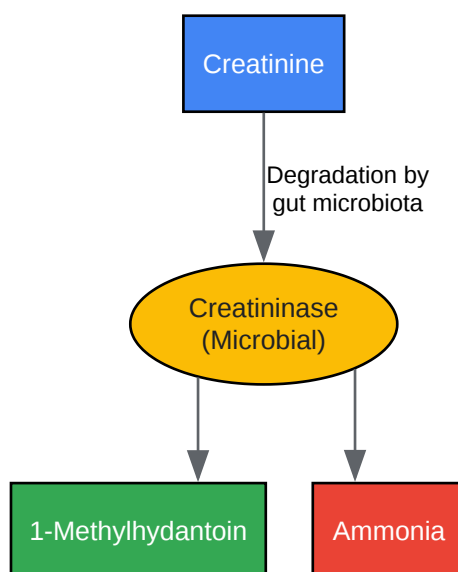 Creatinine
Degradation by
gut microbiota
Creatininase
(Microbial)
1-Methylhydantoin
Ammonia